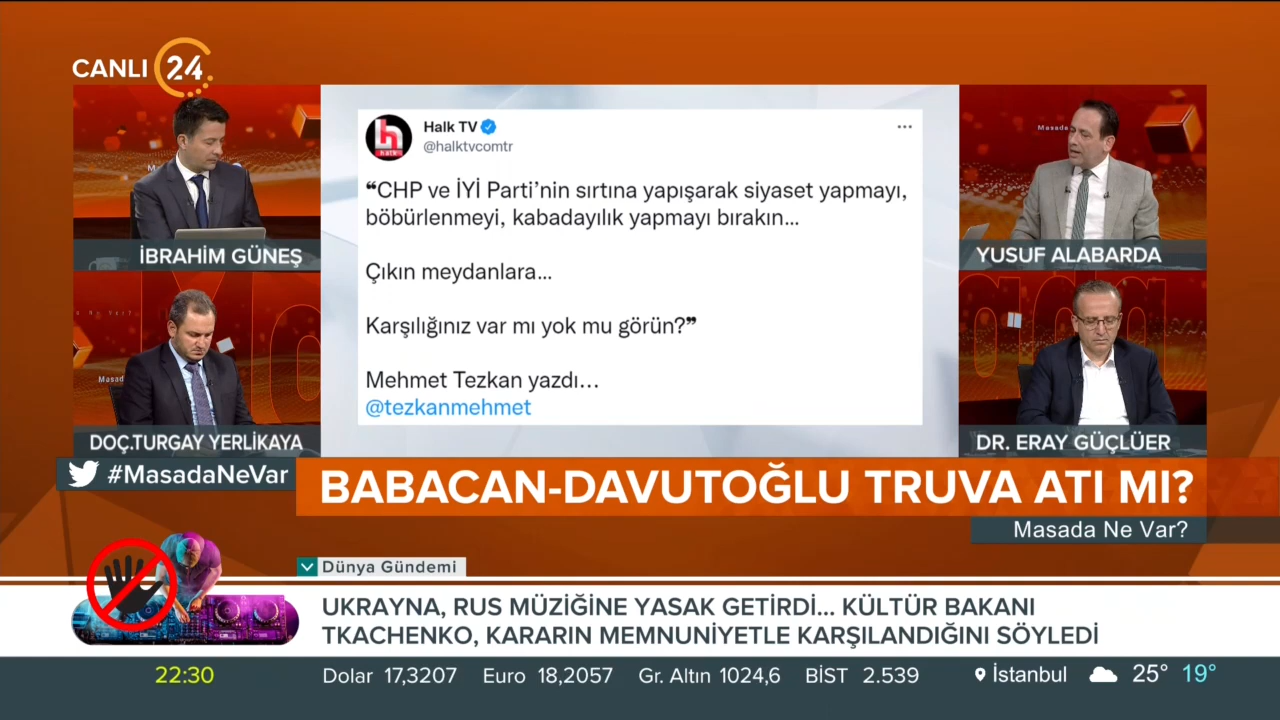 CANLI 24
Halk TV
@halktvcomtr
❝CHP ve İYİ Parti'nin sırtına yapışarak siyaset yapmayı,
böbürlenmeyi, kabadayılık yapmayı bırakın...
Çıkın meydanlara...
Karşılığınız var mı yok mu görün?❞
Mehmet Tezkan yazdı...
@tezkanmehmet
Masada
İBRAHİM GÜNEŞ
YUSUF ALABARDA
Masada
DOÇ.TURGAY YERLİKAYA
DR. ERAY GÜÇLÜER
#MasadaNeVar
BABACAN-DAVUTOĞLU TRUVA ATI MI?
Masada Ne Var?
Dünya Gündemi
UKRAYNA, RUS MÜZİĞİNE YASAK GETİRDİ... KÜLTÜR BAKANI
TKACHENKO, KARARIN MEMNUNİYETLE KARŞILANDIĞINI SÖYLEDİ
22:30 Dolar 17,3207 Euro 18,2057 Gr. Altın 1024,6 BİST 2.539 İstanbul 25° 19°